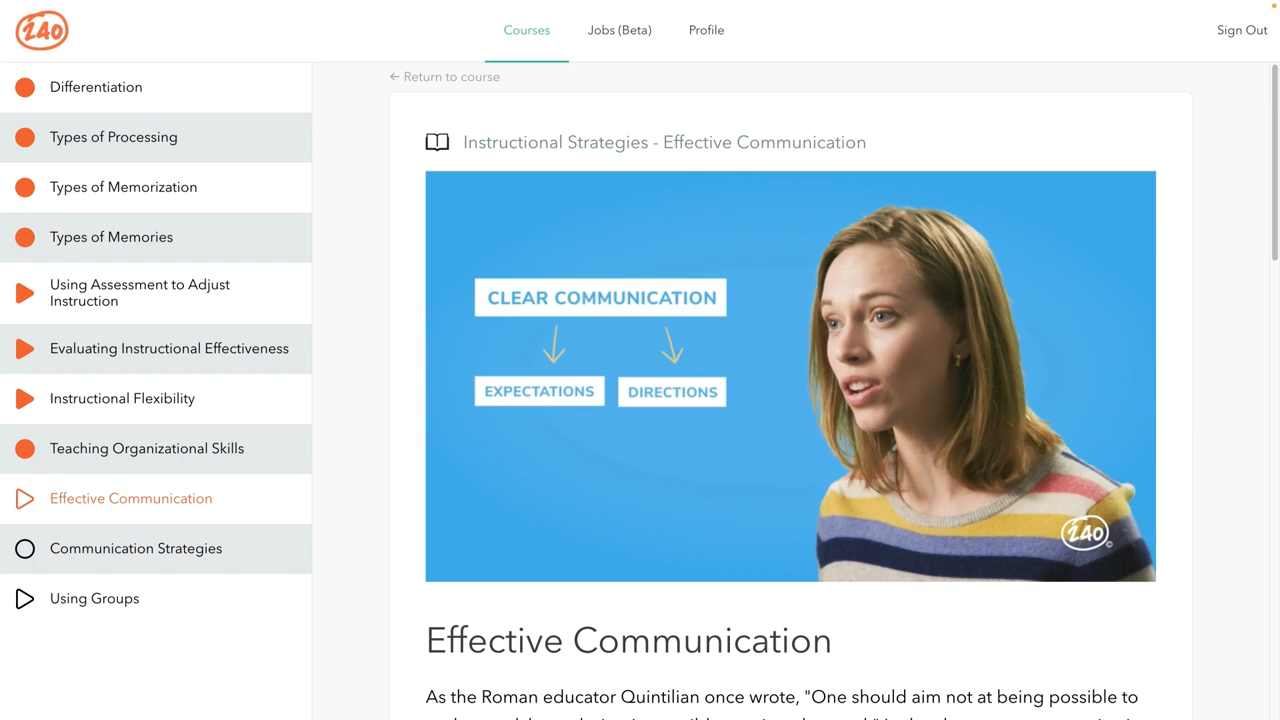 240
Courses
Jobs (Beta)
Profile
Sign Out
Differentiation
Types of Processing
Types of Memorization
Types of Memories
Using Assessment to Adjust
Instruction
Evaluating Instructional Effectiveness
Instructional Flexibility
Teaching Organizational Skills
Effective Communication
Communication Strategies
Using Groups
← Return to course
Instructional Strategies - Effective Communication
CLEAR COMMUNICATION
EXPECTATIONS
DIRECTIONS
240
©
Effective Communication
As the Roman educator Quintilian once wrote, "One should aim not at being possible to